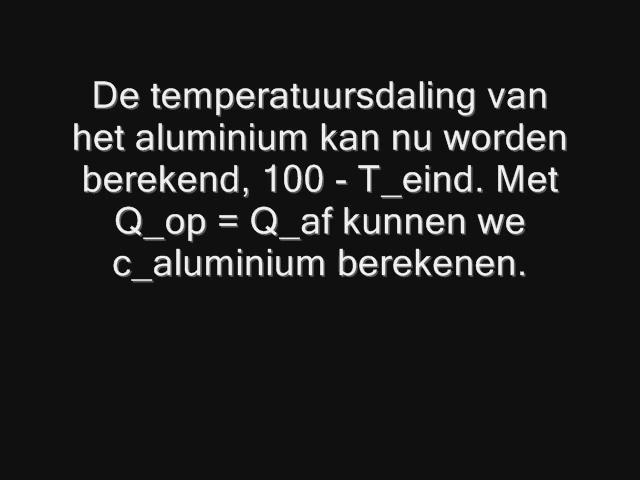 De temperatuursdaling van
het aluminium kan nu worden
berekend, 100 - T_eind. Met
Q_op = Q_af kunnen we
c_aluminium berekenen.